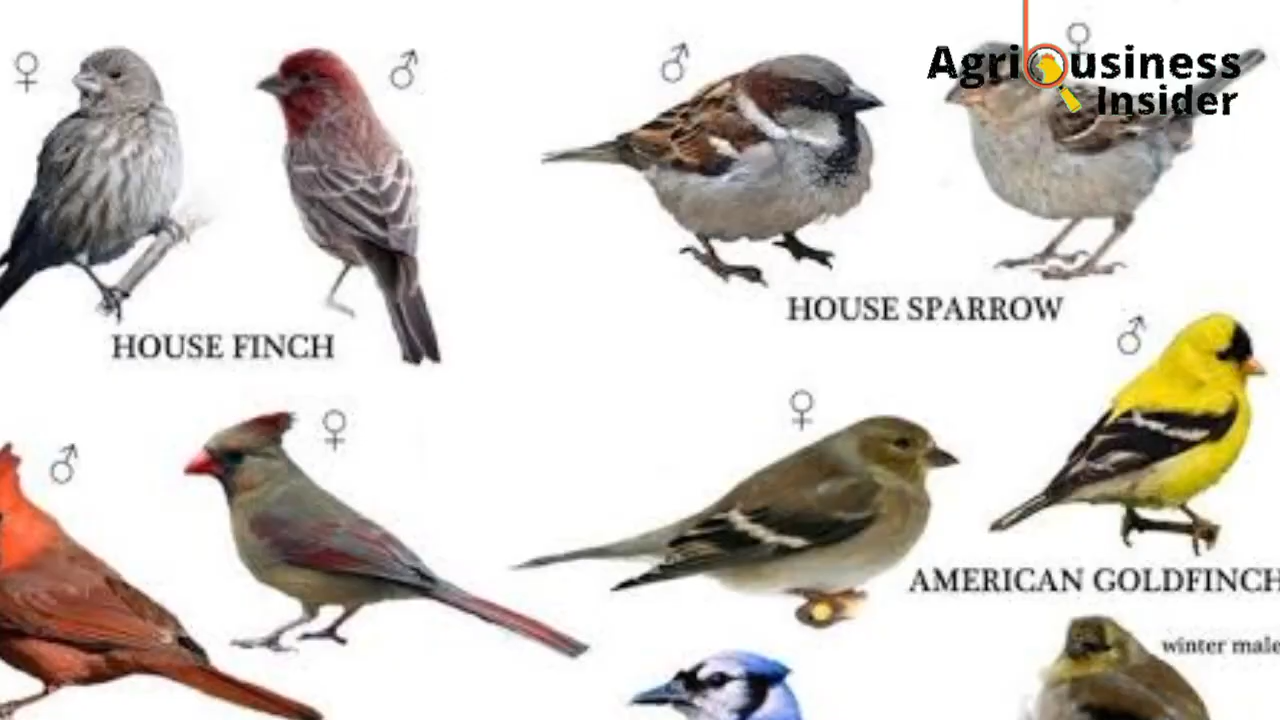 ♀
♂
♂
♀
Agribusiness
Insider
HOUSE FINCH
HOUSE SPARROW
♂
♂
♀
♀
AMERICAN GOLDFINCH
winter male